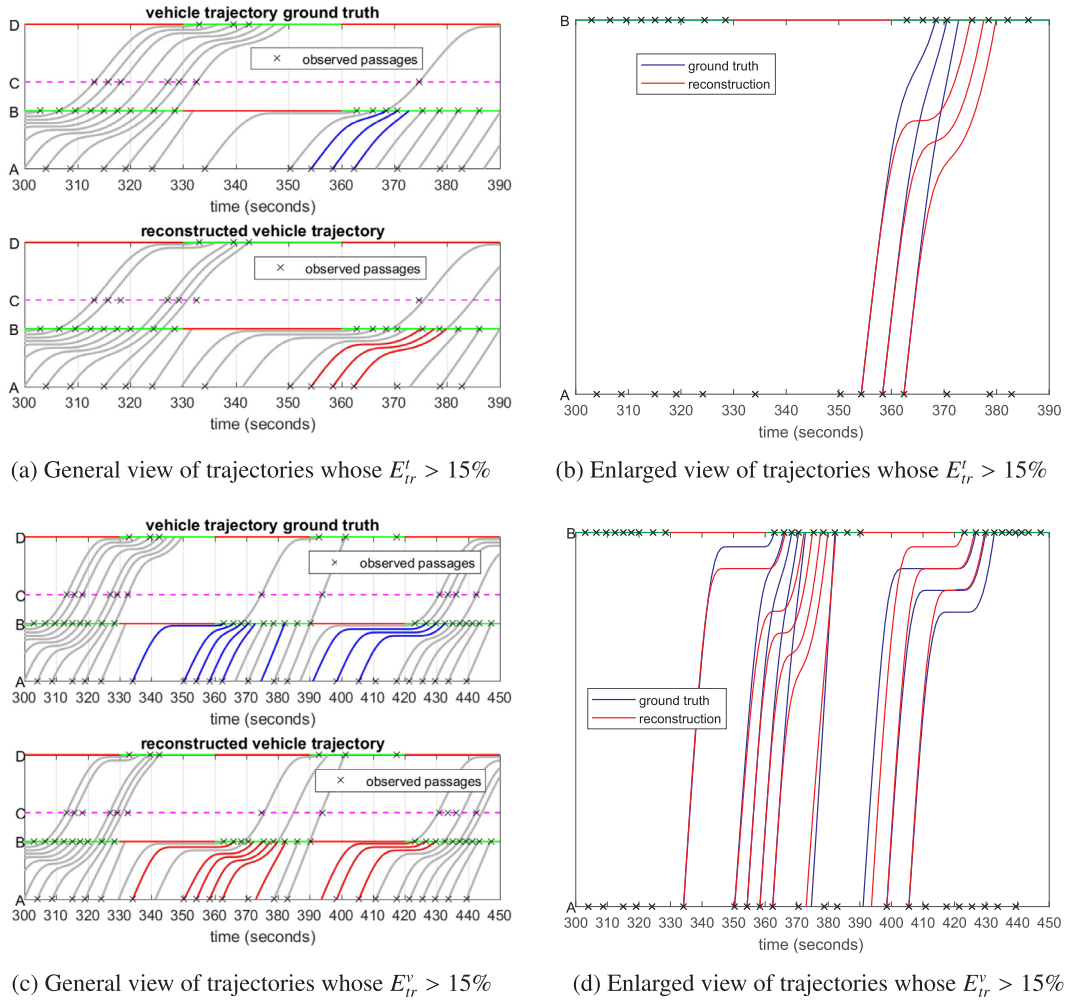 vehicle trajectory ground truth
D
C
B
A
× observed passages
300 310 320 330 340 350 360 370 380 390
time (seconds)
reconstructed vehicle trajectory
D
C
B
A
× observed passages
300 310 320 330 340 350 360 370 380 390
time (seconds)
(a) General view of trajectories whose E^t_tr > 15%
B
A
ground truth
reconstruction
300 310 320 330 340 350 360 370 380 390
time (seconds)
(b) Enlarged view of trajectories whose E^t_tr > 15%
vehicle trajectory ground truth
D
C
B
A
× observed passages
300 310 320 330 340 350 360 370 380 390 400 410 420 430 440 450
time (seconds)
reconstructed vehicle trajectory
D
C
B
A
× observed passages
300 310 320 330 340 350 360 370 380 390 400 410 420 430 440 450
time (seconds)
(c) General view of trajectories whose E^v_tr > 15%
B
A
ground truth
reconstruction
300 310 320 330 340 350 360 370 380 390 400 410 420 430 440 450
time (seconds)
(d) Enlarged view of trajectories whose E^v_tr > 15%